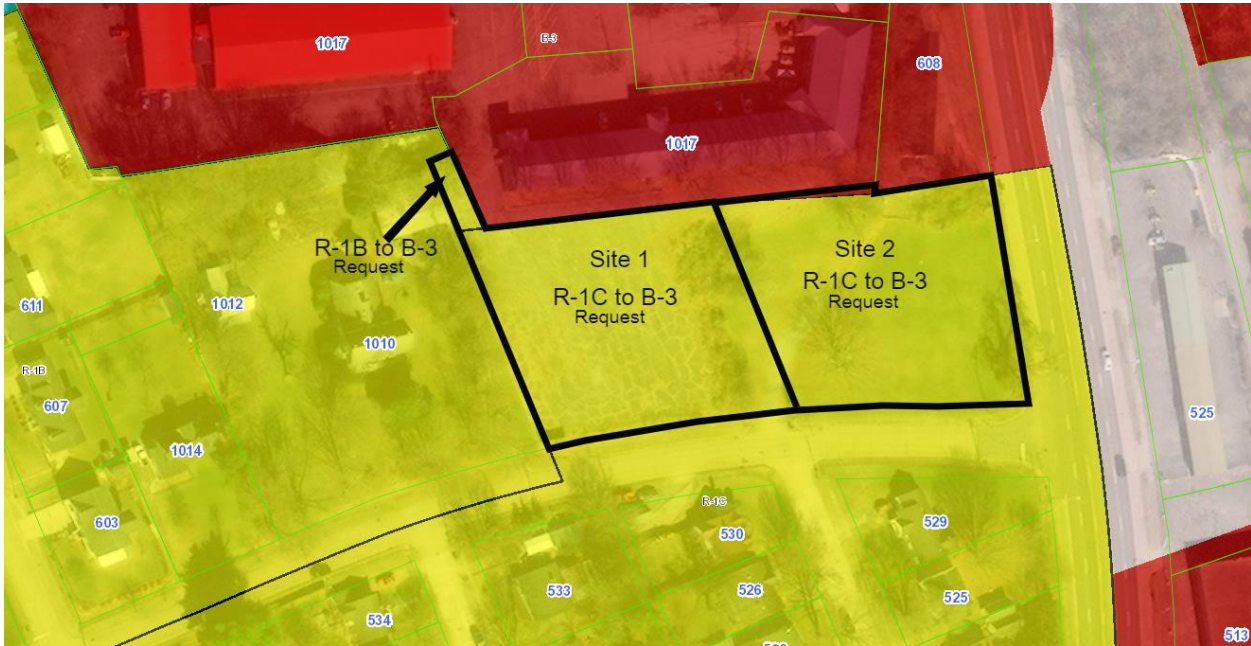 1017
B-3
608
1017
R-1B to B-3
Request
Site 1
R-1C to B-3
Request
Site 2
R-1C to B-3
Request
611
1012
1010
R-1B
607
1014
525
603
R-1C
530
529
533
526
525
534
513